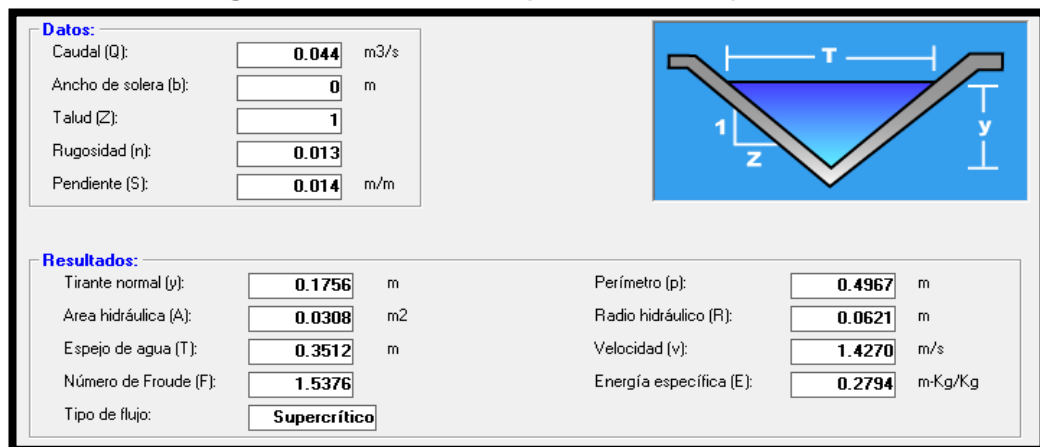 Datos:
Caudal (Q): 0.044 m3/s
Ancho de solera (b): 0 m
Talud (Z): 1
Rugosidad (n): 0.013
Pendiente (S): 0.014 m/m
T
1
Z
y
Resultados:
Tirante normal (y): 0.1756 m Perímetro (p): 0.4967 m
Area hidráulica (A): 0.0308 m2 Radio hidráulico (R): 0.0621 m
Espejo de agua (T): 0.3512 m Velocidad (v): 1.4270 m/s
Número de Froude (F): 1.5376 Energía específica (E): 0.2794 m-Kg/Kg
Tipo de flujo: Supercrítico